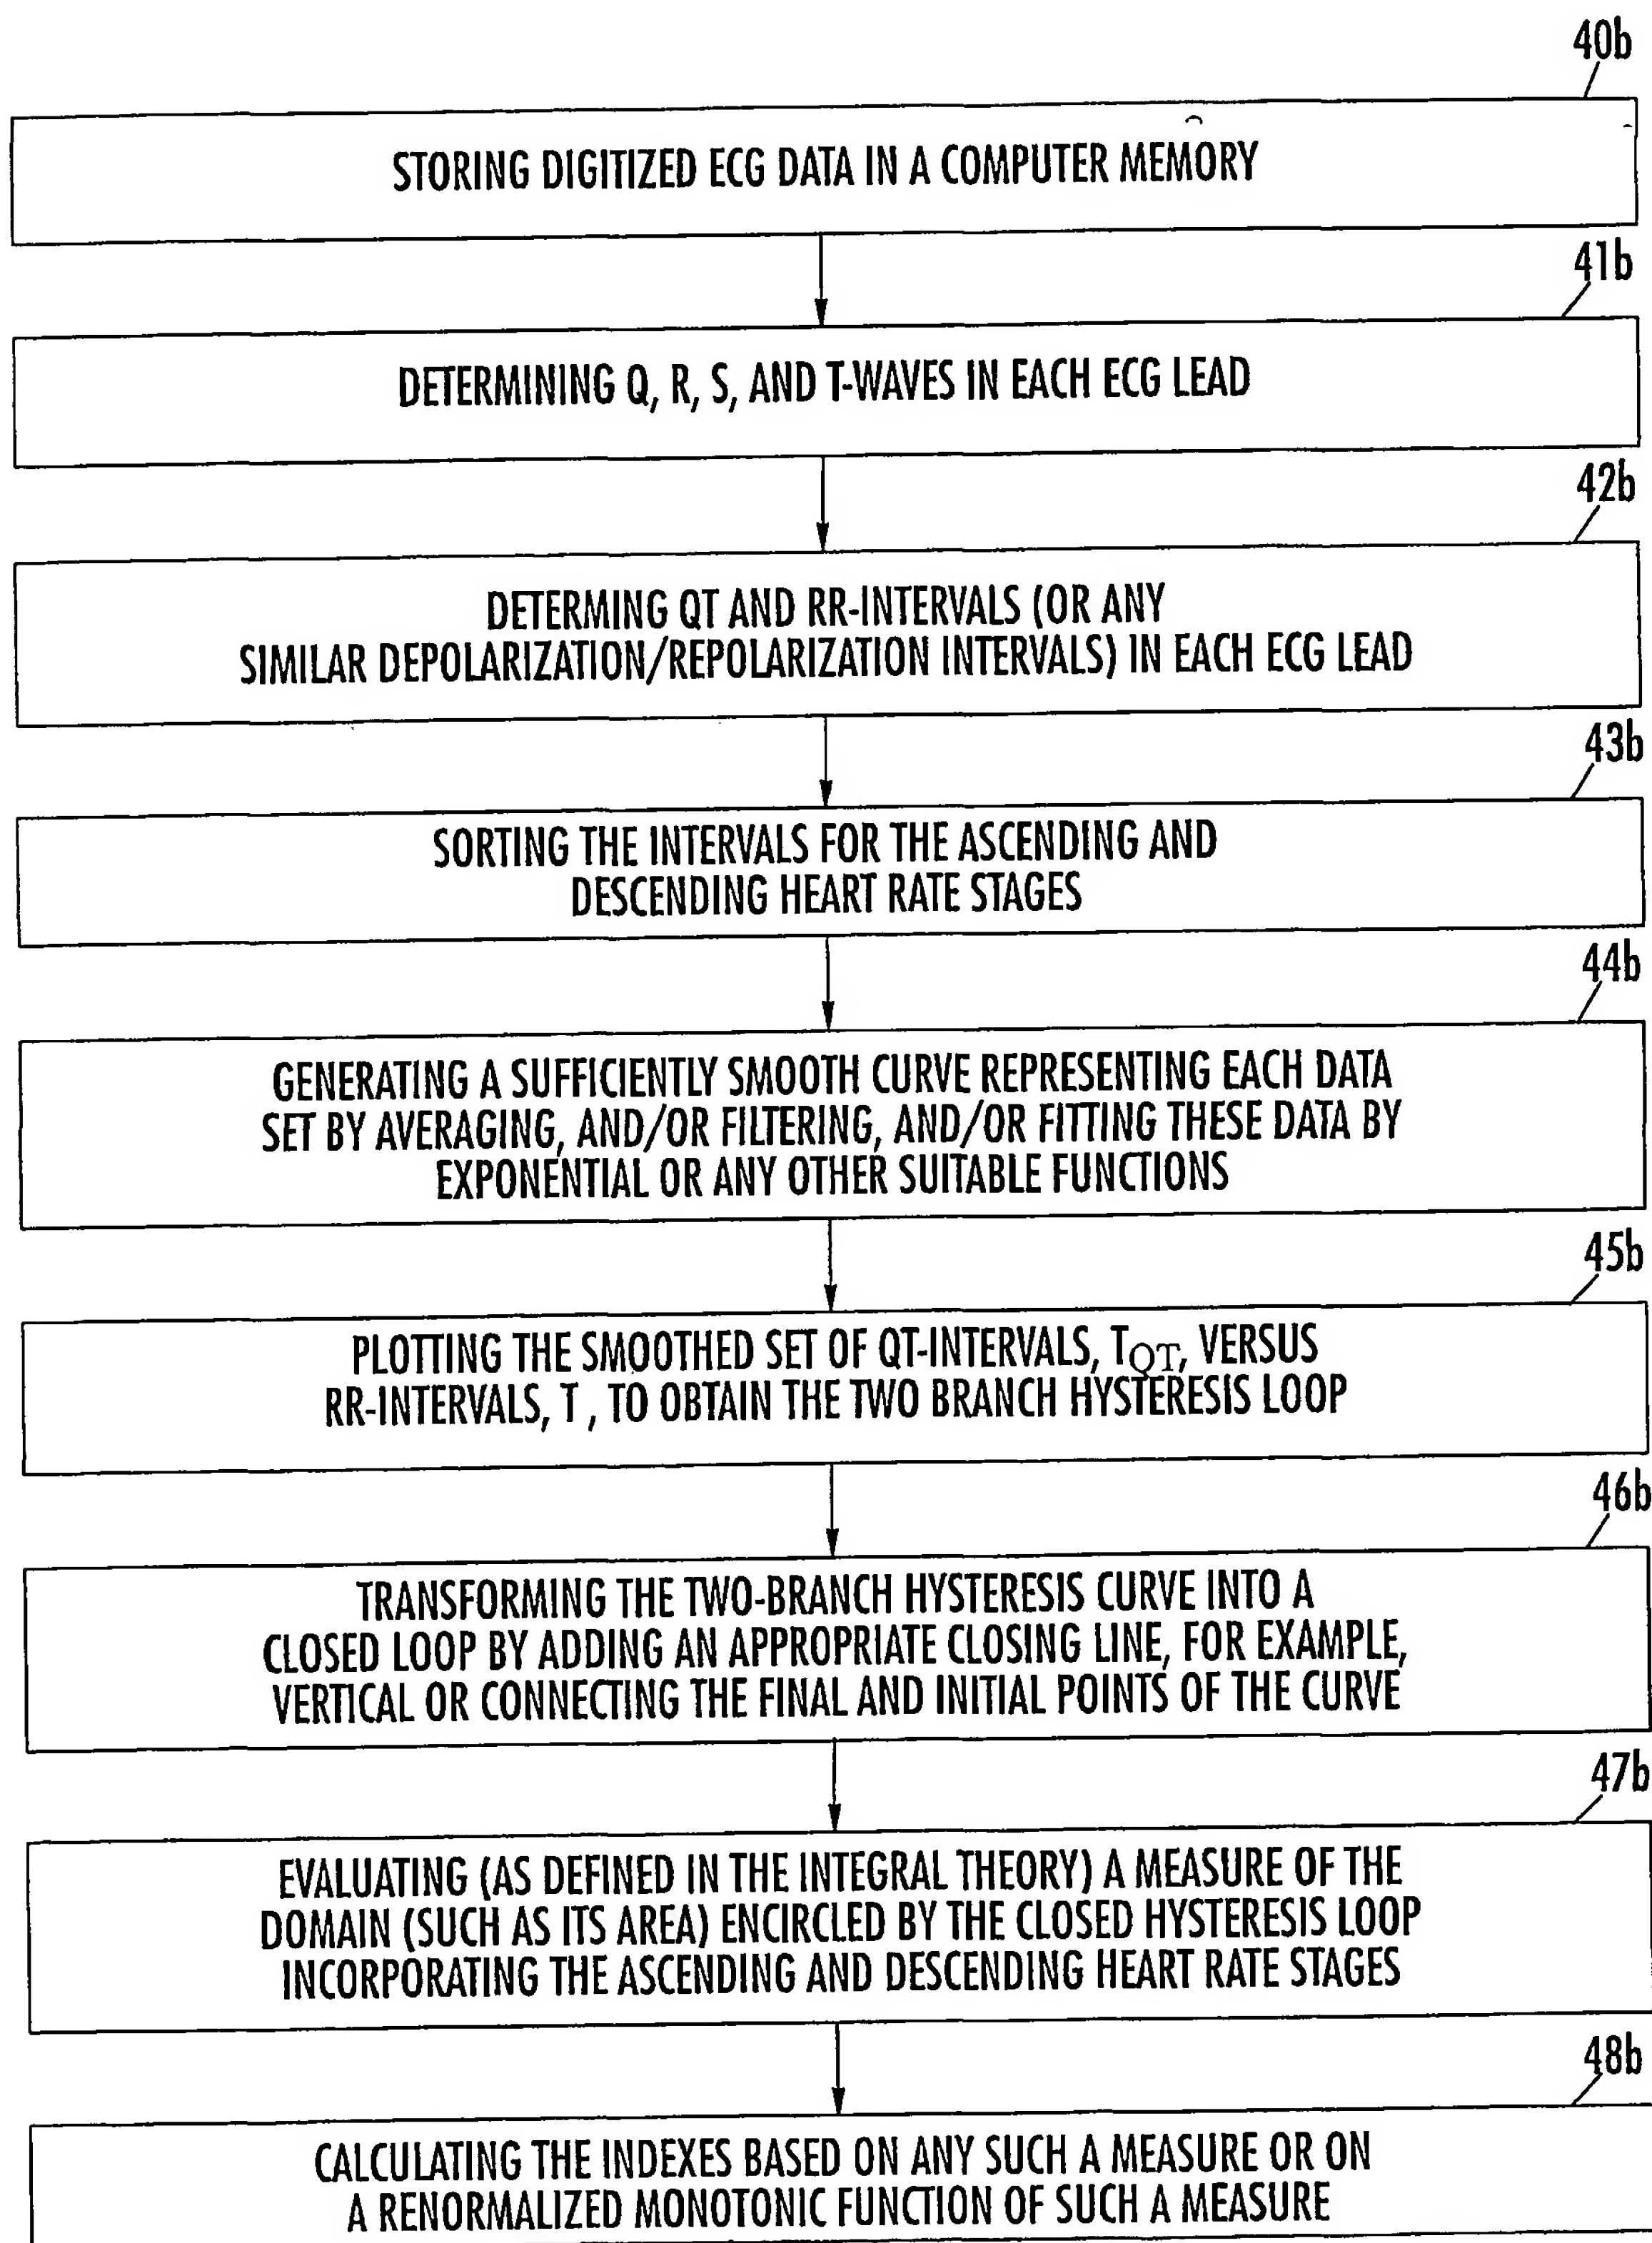 40b
STORING DIGITIZED ECG DATA IN A COMPUTER MEMORY
41b
DETERMINING Q, R, S, AND T-WAVES IN EACH ECG LEAD
42b
DETERMING QT AND RR-INTERVALS (OR ANY
SIMILAR DEPOLARIZATION/REPOLARIZATION INTERVALS) IN EACH ECG LEAD
43b
SORTING THE INTERVALS FOR THE ASCENDING AND
DESCENDING HEART RATE STAGES
44b
GENERATING A SUFFICIENTLY SMOOTH CURVE REPRESENTING EACH DATA
SET BY AVERAGING, AND/OR FILTERING, AND/OR FITTING THESE DATA BY
EXPONENTIAL OR ANY OTHER SUITABLE FUNCTIONS
45b
PLOTTING THE SMOOTHED SET OF QT-INTERVALS, TQT, VERSUS
RR-INTERVALS, T , TO OBTAIN THE TWO BRANCH HYSTERESIS LOOP
46b
TRANSFORMING THE TWO-BRANCH HYSTERESIS CURVE INTO A
CLOSED LOOP BY ADDING AN APPROPRIATE CLOSING LINE, FOR EXAMPLE,
VERTICAL OR CONNECTING THE FINAL AND INITIAL POINTS OF THE CURVE
47b
EVALUATING (AS DEFINED IN THE INTEGRAL THEORY) A MEASURE OF THE
DOMAIN (SUCH AS ITS AREA) ENCIRCLED BY THE CLOSED HYSTERESIS LOOP
INCORPORATING THE ASCENDING AND DESCENDING HEART RATE STAGES
48b
CALCULATING THE INDEXES BASED ON ANY SUCH A MEASURE OR ON
A RENORMALIZED MONOTONIC FUNCTION OF SUCH A MEASURE